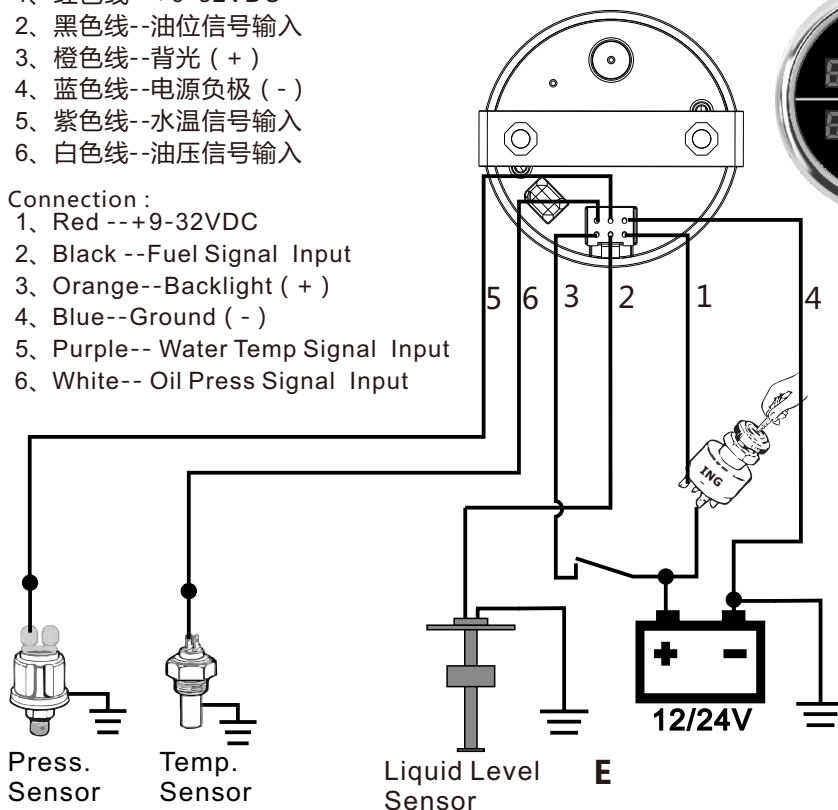 2、黑色线--油位信号输入
3、橙色线--背光 ( + )
4、蓝色线--电源负极 ( - )
5、紫色线--水温信号输入
6、白色线--油压信号输入
Connection :
1、Red --+9-32VDC
2、Black --Fuel Signal Input
3、Orange--Backlight ( + )
4、Blue--Ground ( - )
5、Purple-- Water Temp Signal Input
6、White-- Oil Press Signal Input
5 6 3 2 1 4
ING
12/24V
Press.
Sensor
Temp.
Sensor
Liquid Level
Sensor
E